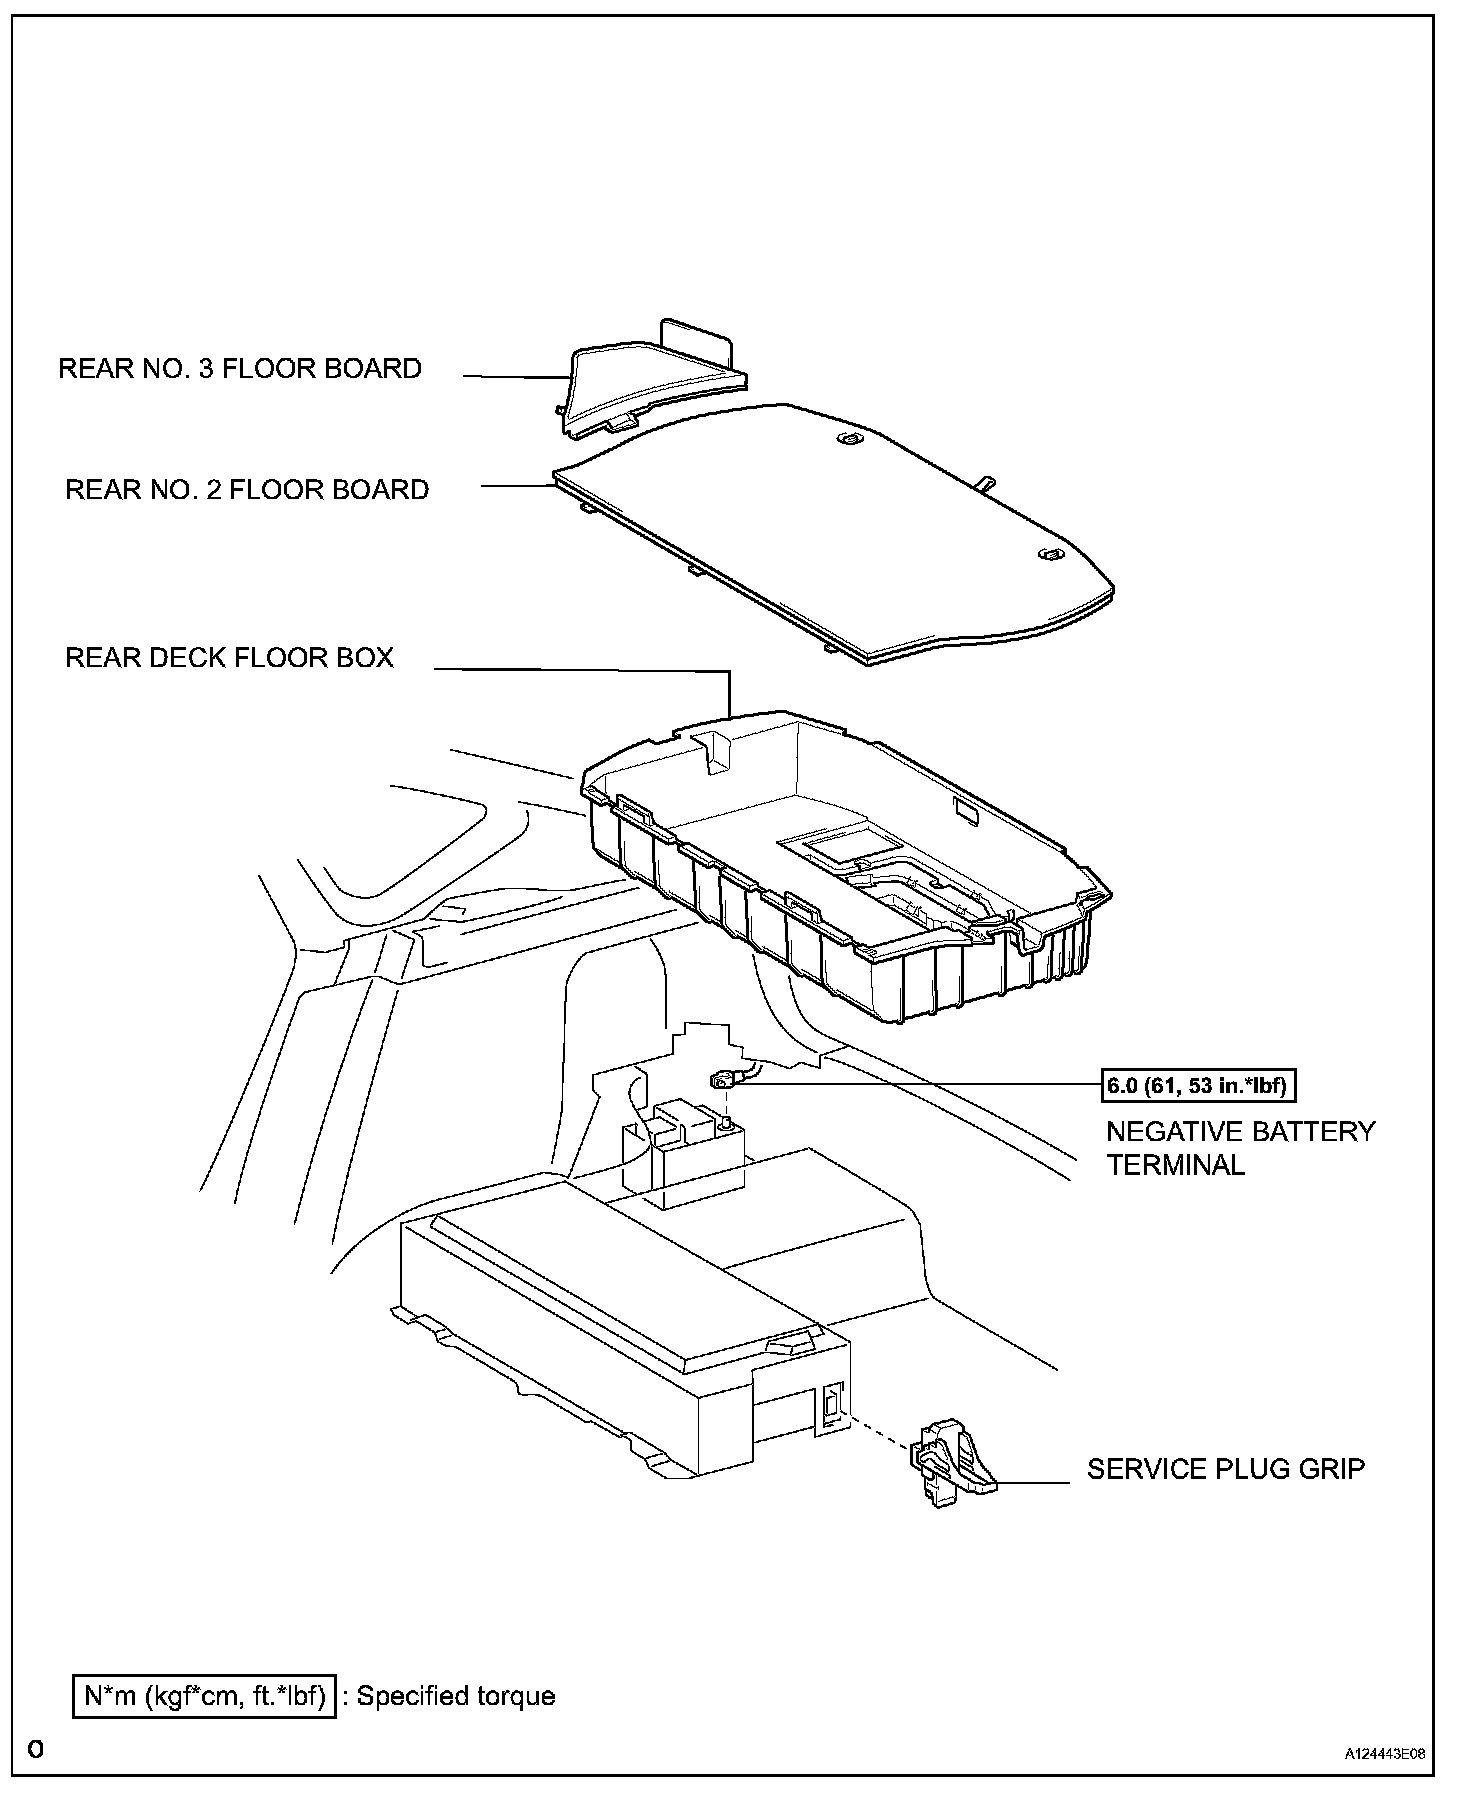 REAR NO. 3 FLOOR BOARD
REAR NO. 2 FLOOR BOARD
REAR DECK FLOOR BOX
6.0 (61, 53 in.*lbf)
NEGATIVE BATTERY
TERMINAL
SERVICE PLUG GRIP
N*m (kgf*cm, ft.*lbf) : Specified torque
O
A124443E08